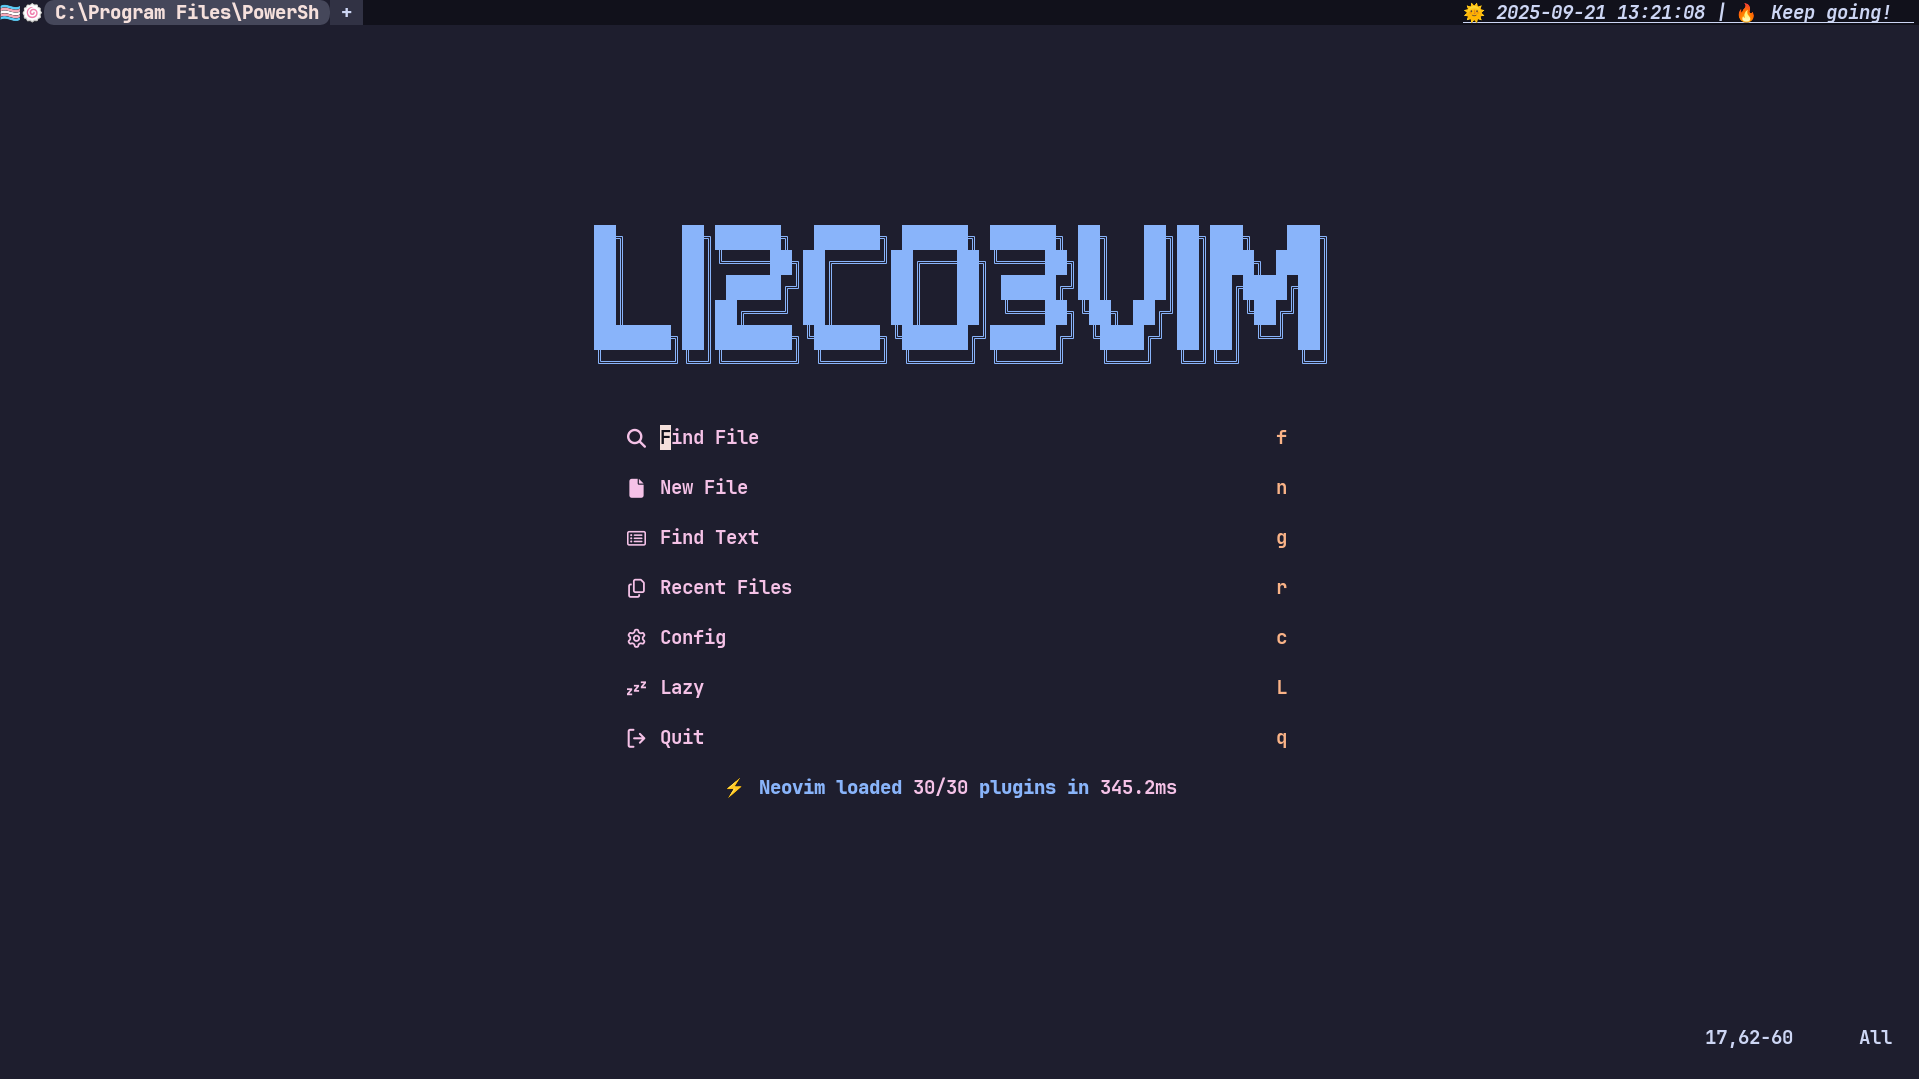 C:\Program Files\PowerSh +
2025-09-21 13:21:08 | 🔥 Keep going!
LI2CO3VIM
Find File f
New File n
Find Text g
Recent Files r
Config c
Lazy L
Quit q
⚡ Neovim loaded 30/30 plugins in 345.2ms
17,62-60 All